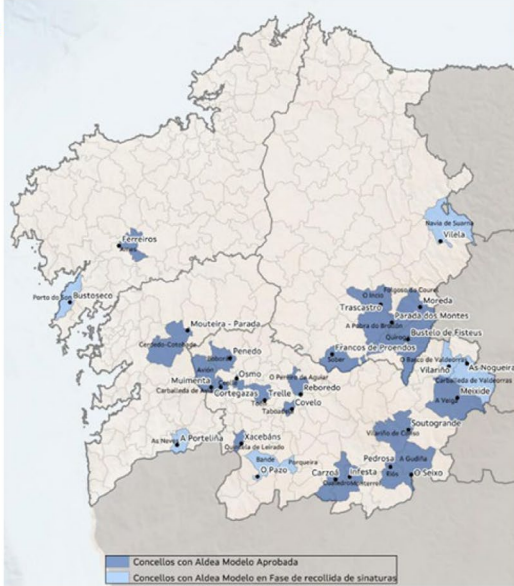 Navia de Suarna
Vilela
Ferreiros
Porto do Son
Bustoseco
Folgoso do Courel
O Incio
Trascastro
Moreda
Parada dos Montes
A Pobra do Brollón
Quiroga
Bustelo de Fisteus
Mouteira - Parada
Cerdedo-Cotobade
Francos de Proendos
Sober
O Barco de Valdeorras
Vilariño
As Nogueira
Carballeda de Valdeorras
Penedo
Avión
Osmo
Muimenta
Carballeda de Avia
Cortegazas
O Pereiro de Aguiar
Reboredo
Trelle
Taboadela
Covelo
Meixide
A Veiga
Soutogrande
Vilariño de Conso
Xacebáns
Quintela de Leirado
A Porteliña
As Neves
Bande
Porqueira
O Pazo
Carzoá
Infesta
Pedrosa
A Gudiña
Riós
O Seixo
Concellos con Aldea Modelo Aprobada
Concellos con Aldea Modelo en Fase de recollida de sinaturas